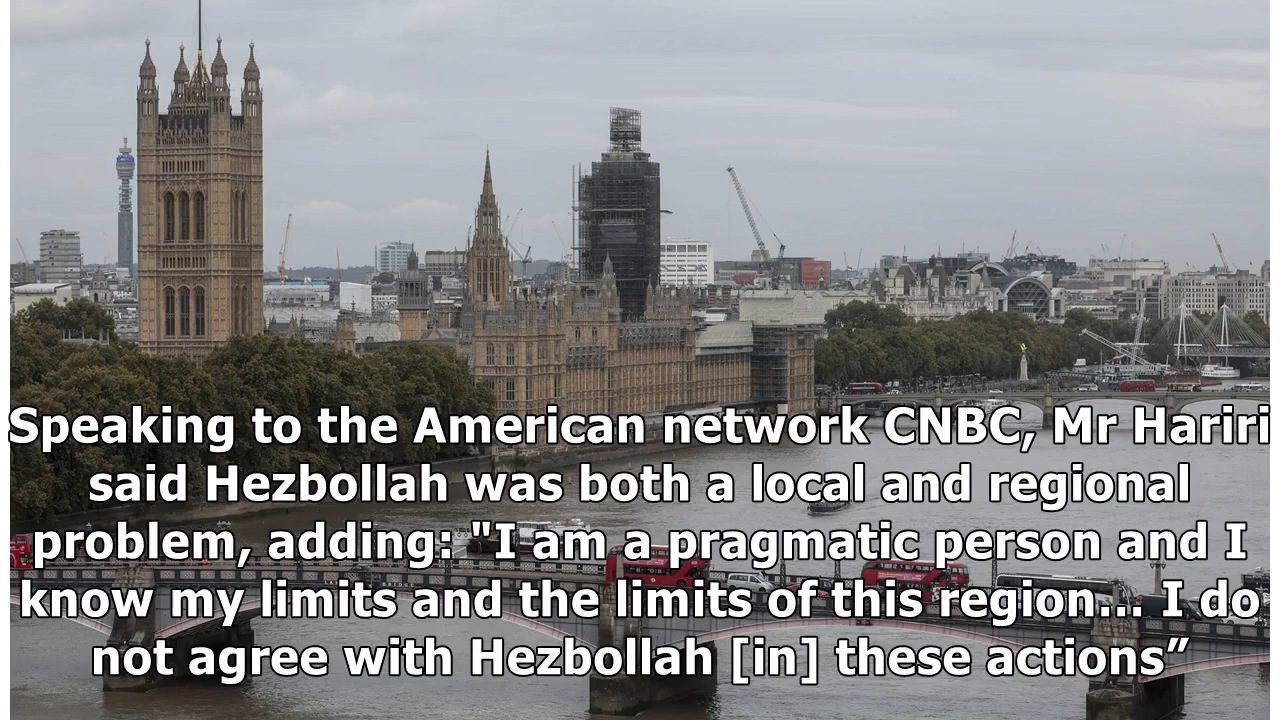 Speaking to the American network CNBC, Mr Hariri
said Hezbollah was both a local and regional
problem, adding: "I am a pragmatic person and I
know my limits and the limits of this region... I do
not agree with Hezbollah [in] these actions”